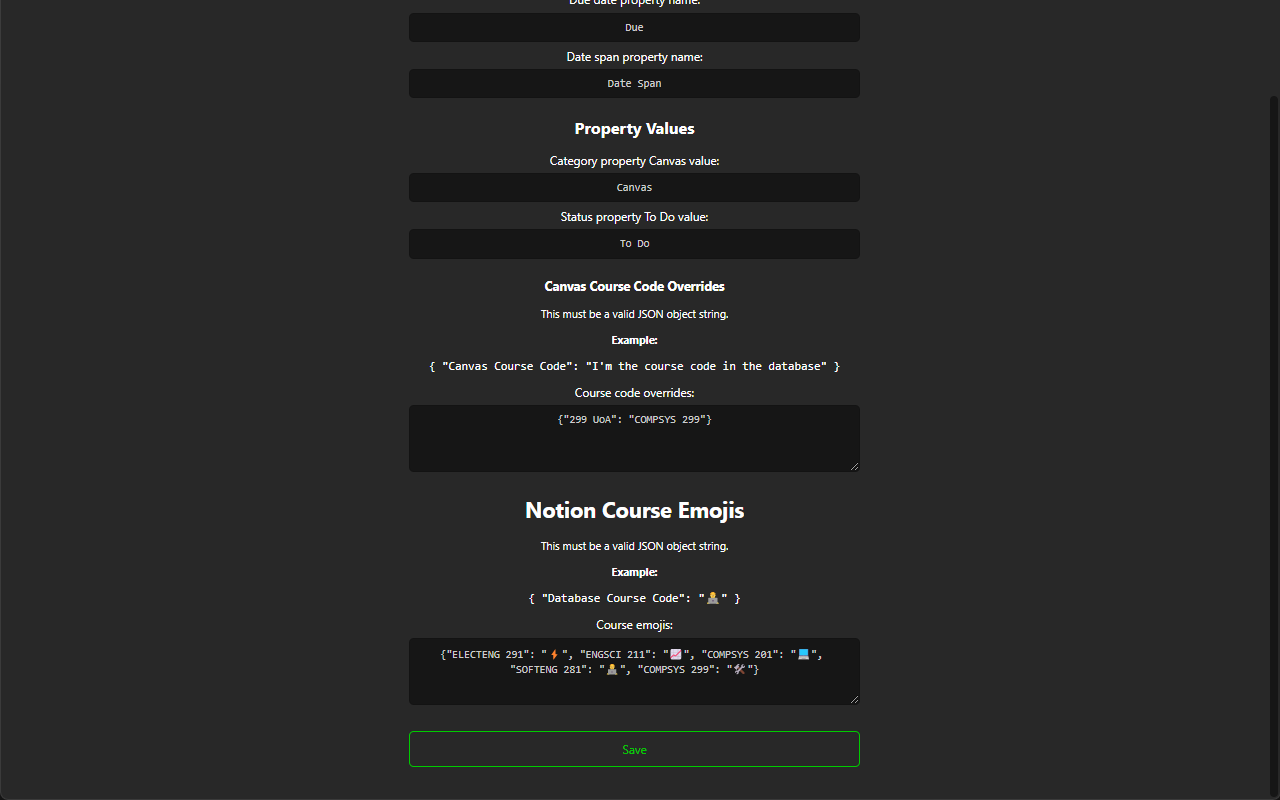 Due date property name:
Due
Date span property name:
Date Span
Property Values
Category property Canvas value:
Canvas
Status property To Do value:
To Do
Canvas Course Code Overrides
This must be a valid JSON object string.
Example:
{ "Canvas Course Code": "I'm the course code in the database" }
Course code overrides:
{"299 UoA": "COMPSYS 299"}
Notion Course Emojis
This must be a valid JSON object string.
Example:
{ "Database Course Code": "👨‍💻" }
Course emojis:
{"ELECTENG 291": "⚡", "ENGSCI 211": "📈", "COMPSYS 201": "💻",
"SOFTENG 281": "👨‍💻", "COMPSYS 299": "🛠️"}
Save